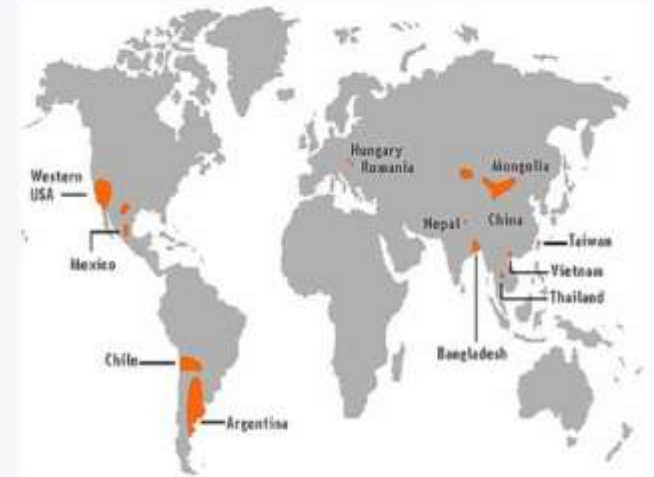 Western
USA
Mexico
Chile
Argentina
Hungary
Romania
Mongolia
Nepal
China
Taiwan
Vietnam
Thailand
Bangladesh